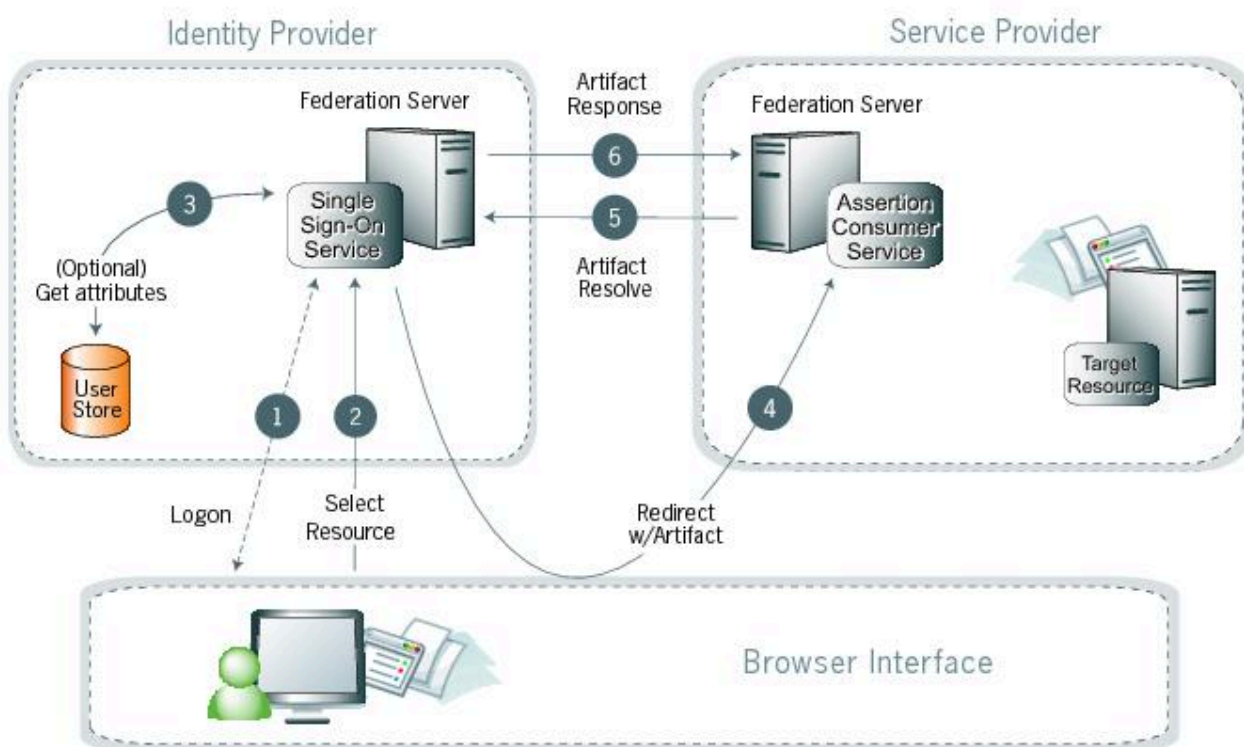 Identity Provider
Service Provider
Federation Server
Artifact
Response
Federation Server
6
3
Single
Sign-On
Service
5
Assertion
Consumer
Service
(Optional)
Get attributes
Artifact
Resolve
User
Store
Target
Resource
1
2
4
Logon
Select
Resource
Redirect
w/Artifact
Browser Interface